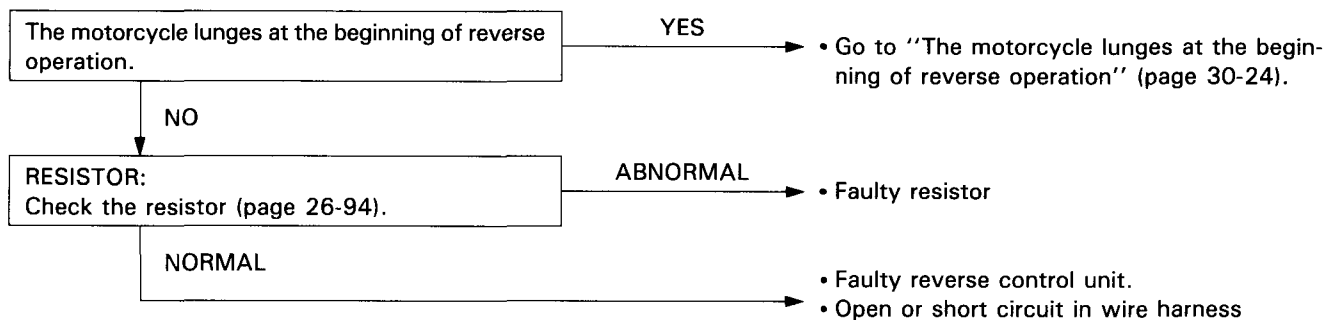 The motorcycle lunges at the beginning of reverse
operation.
YES
• Go to "The motorcycle lunges at the begin-
ning of reverse operation" (page 30-24).
NO
RESISTOR:
Check the resistor (page 26-94).
ABNORMAL
• Faulty resistor
NORMAL
• Faulty reverse control unit.
• Open or short circuit in wire harness